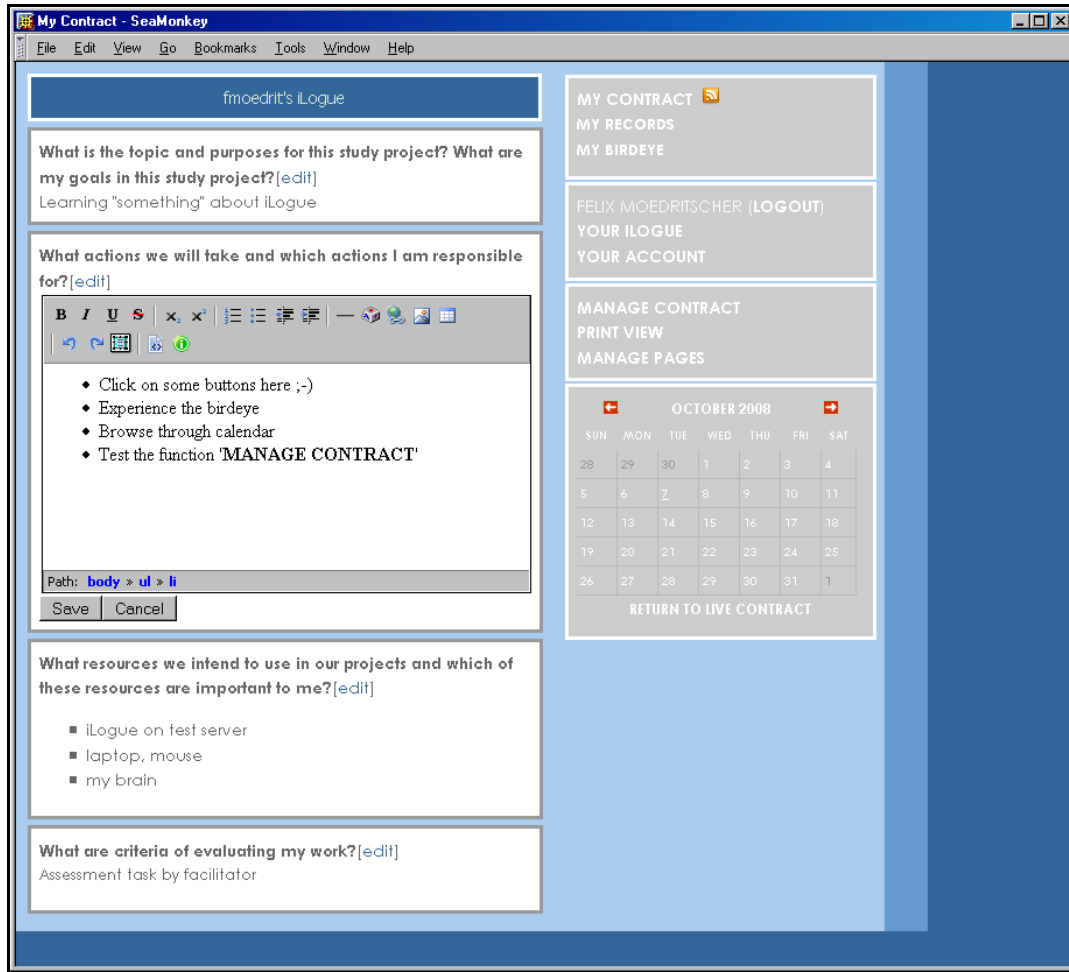 My Contract - SeaMonkey
File Edit View Go Bookmarks Tools Window Help
fmoedrit's iLogue
What is the topic and purposes for this study project? What are
my goals in this study project?[edit]
Learning "something" about iLogue
What actions we will take and which actions I am responsible
for?[edit]
B I U S x₂ x²
• Click on some buttons here ;-)
• Experience the birdeye
• Browse through calendar
• Test the function 'MANAGE CONTRACT'
Path: body » ul » li
Save Cancel
What resources we intend to use in our projects and which of
these resources are important to me?[edit]
▪ iLogue on test server
▪ laptop, mouse
▪ my brain
What are criteria of evaluating my work?[edit]
Assessment task by facilitator
MY CONTRACT
MY RECORDS
MY BIRDEYE
FELIX MOEDRITSCHER (LOGOUT)
YOUR ILOGUE
YOUR ACCOUNT
MANAGE CONTRACT
PRINT VIEW
MANAGE PAGES
OCTOBER 2008
SUN MON TUE WED THU FRI SAT
28 29 30 1 2 3 4
5 6 7 8 9 10 11
12 13 14 15 16 17 18
19 20 21 22 23 24 25
26 27 28 29 30 31 1
RETURN TO LIVE CONTRACT